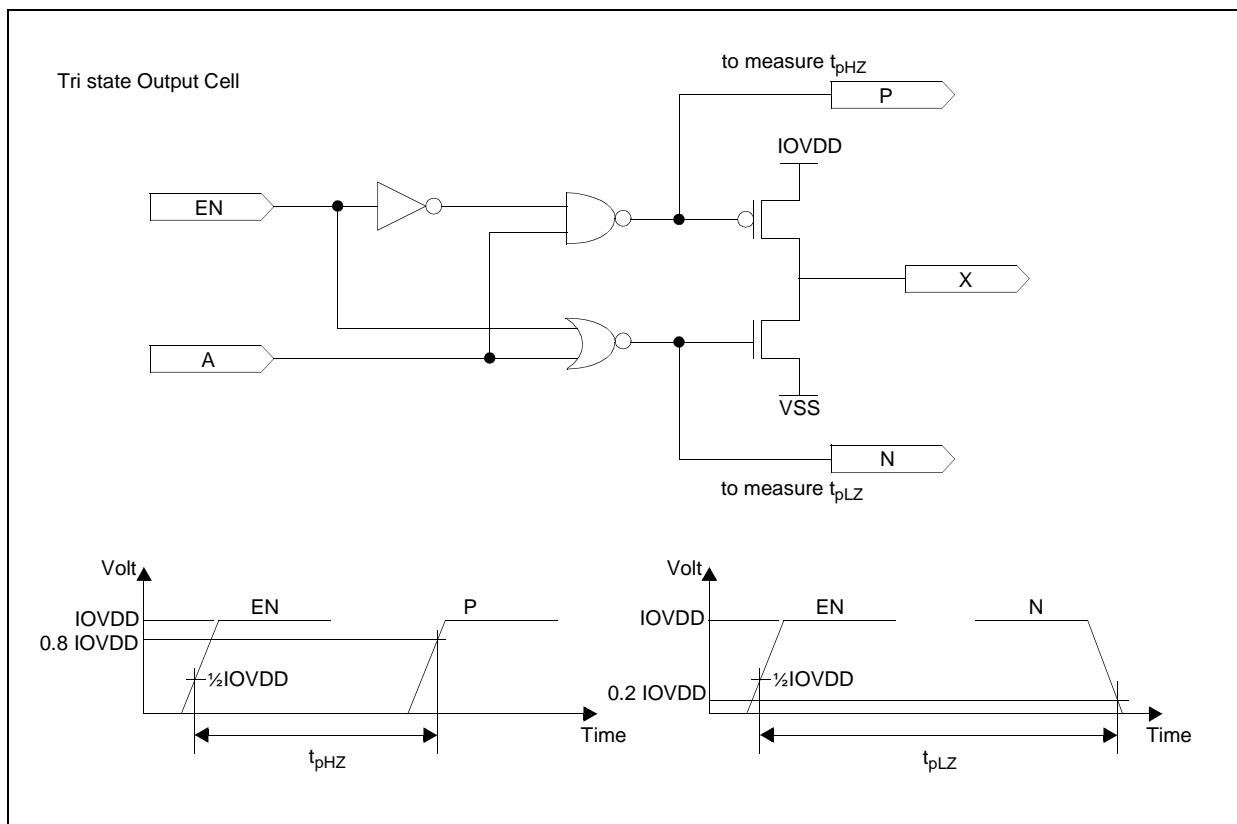 to measure tpHZ
Tri state Output Cell
P
IOVDD
EN
X
A
VSS
N
to measure tpLZ
Volt
IOVDD
EN
P
0.8 IOVDD
½IOVDD
Time
tpHZ
Volt
IOVDD
EN
N
½IOVDD
0.2 IOVDD
Time
tpLZ